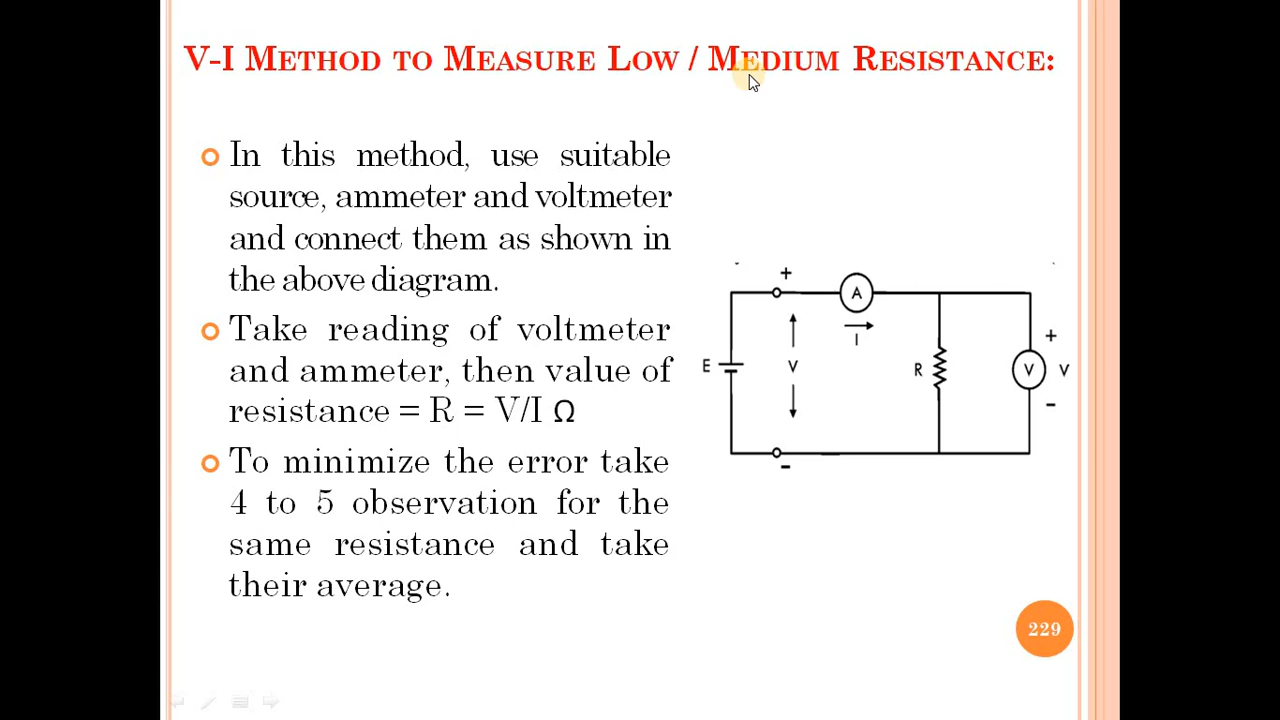 V-I METHOD TO MEASURE LOW / MEDIUM RESISTANCE:
In this method, use suitable
source, ammeter and voltmeter
and connect them as shown in
the above diagram.
Take reading of voltmeter
and ammeter, then value of
resistance = R = V/I Ω
To minimize the error take
4 to 5 observation for the
same resistance and take
their average.
+
A
I
E
V
R
V
+
V
-
-
229